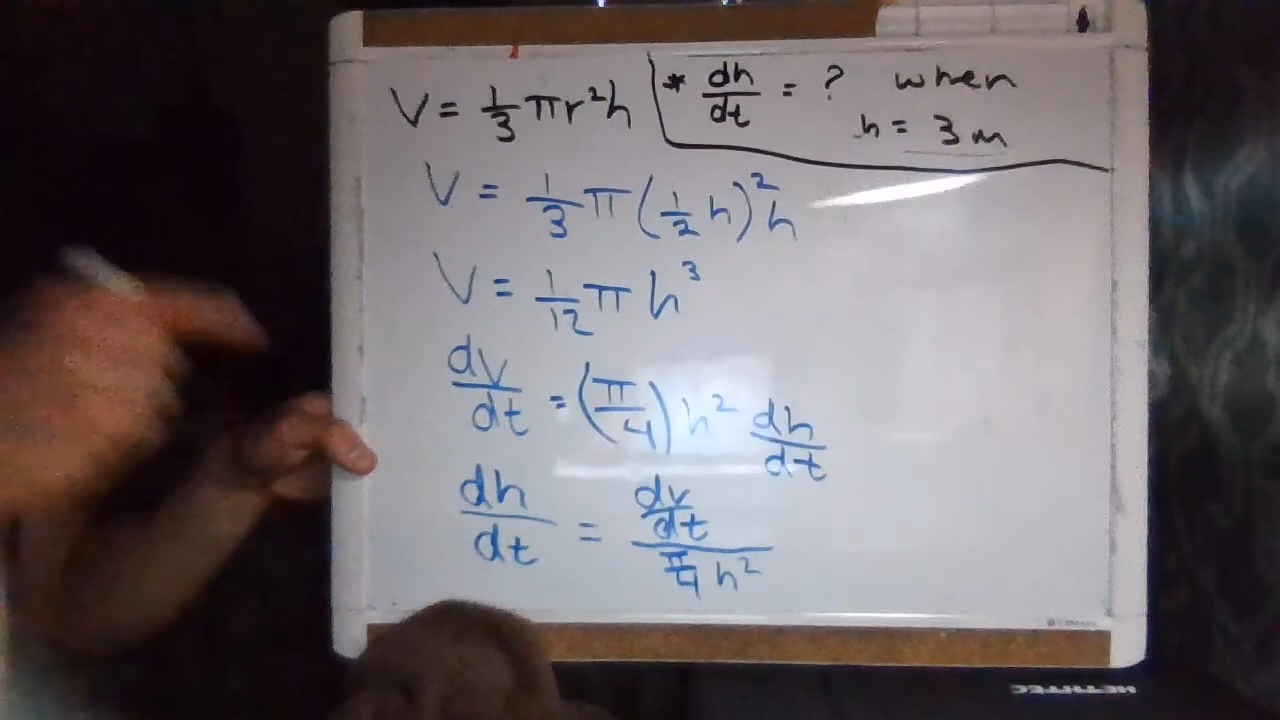 V = 1/3 πr²h
* dh/dt = ? when
h = 3 m
V = 1/3 π(1/2 h)²h
V = 1/12 π h³
dv/dt = (π/4) h² dh/dt
dh/dt = (dv/dt)/(π/4 h²)